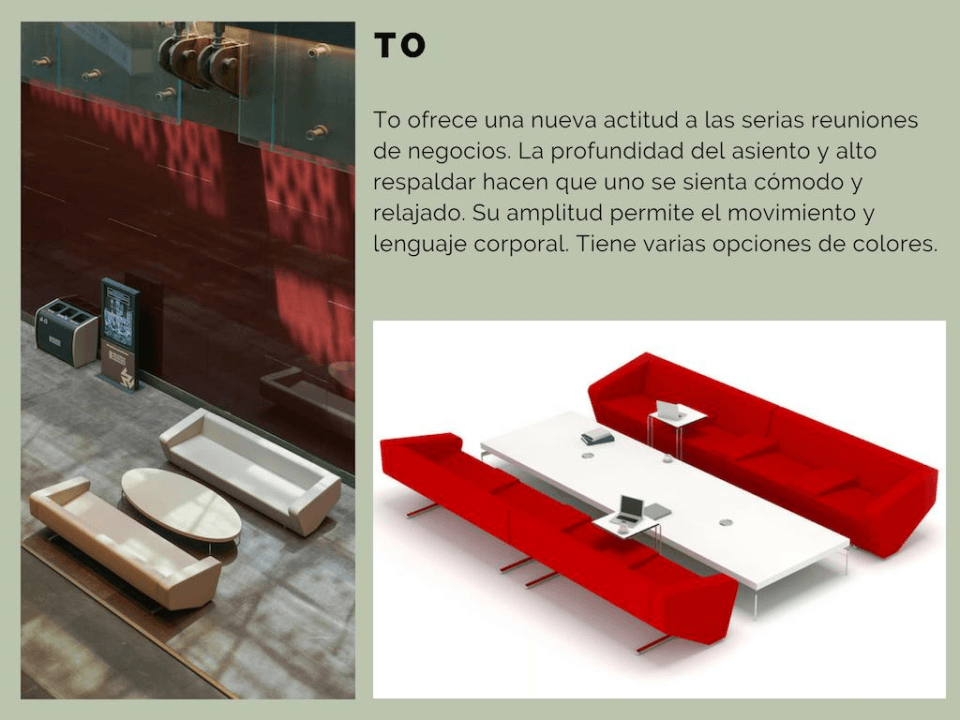 TO
To ofrece una nueva actitud a las serias reuniones
de negocios. La profundidad del asiento y alto
respaldar hacen que uno se sienta cómodo y
relajado. Su amplitud permite el movimiento y
lenguaje corporal. Tiene varias opciones de colores.